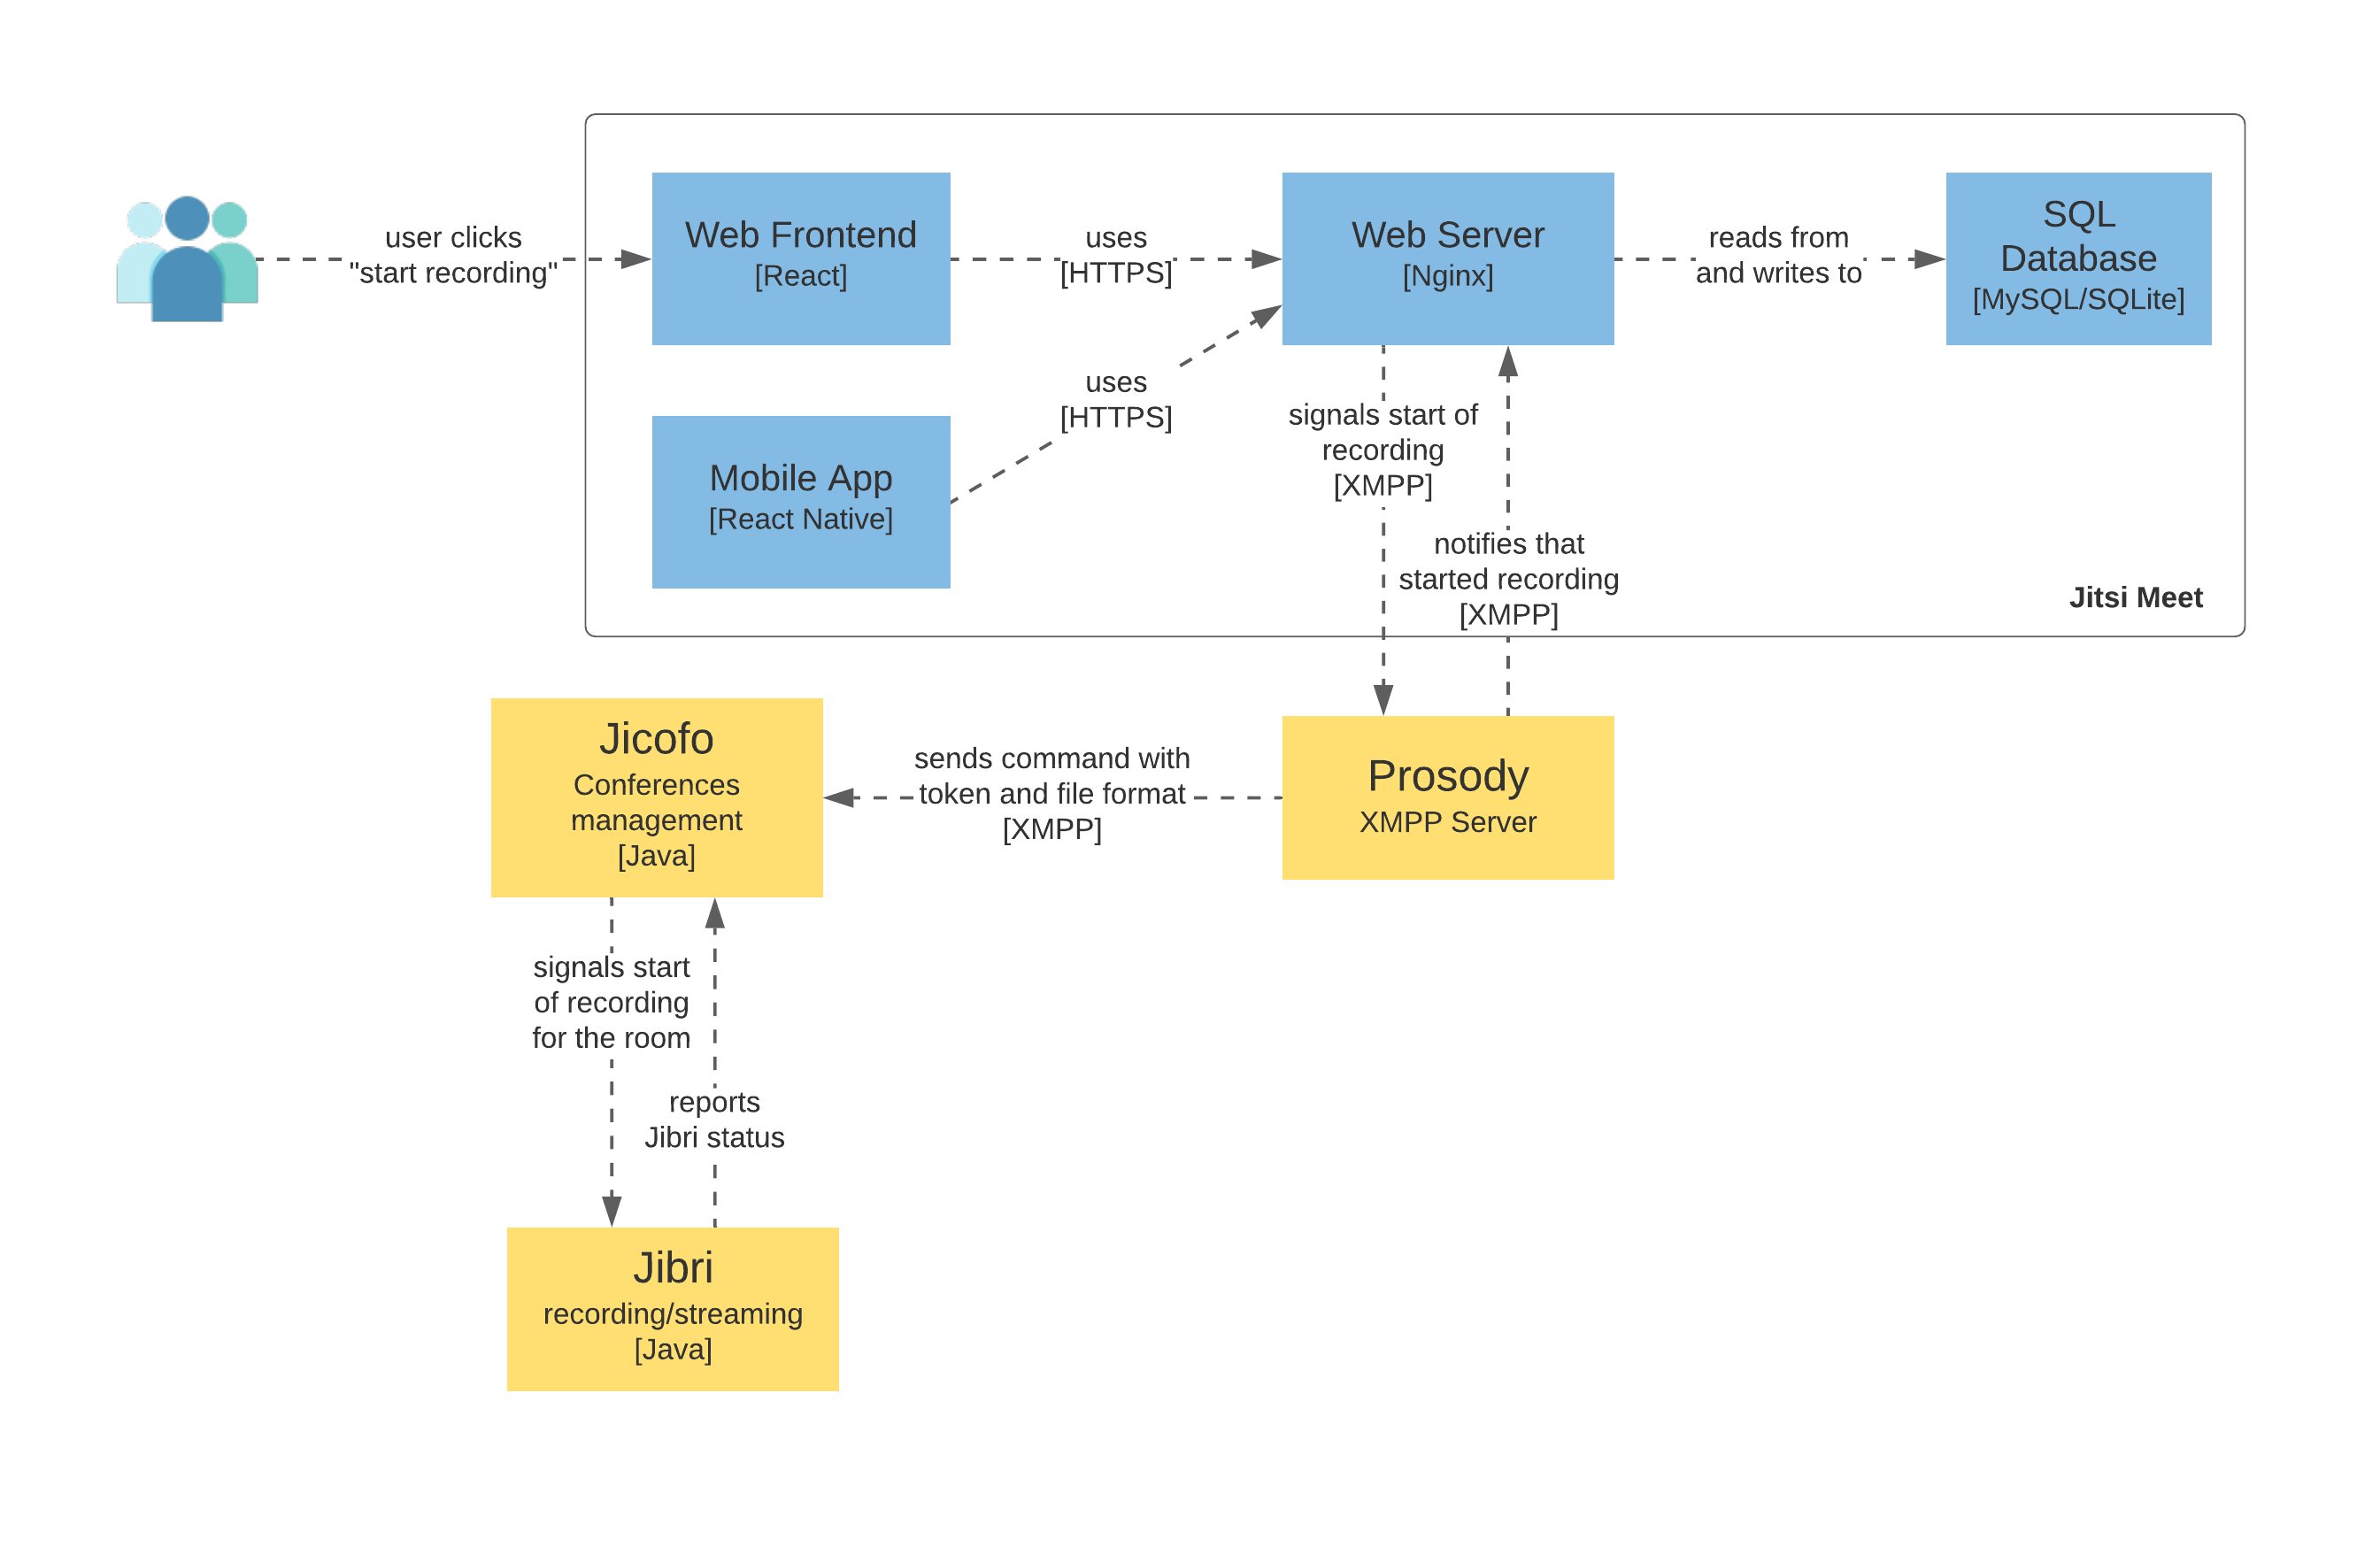 user clicks
"start recording"
Web Frontend
[React]
uses
[HTTPS]
Web Server
[Nginx]
reads from
and writes to
SQL
Database
[MySQL/SQLite]
Mobile App
[React Native]
uses
[HTTPS]
signals start of
recording
[XMPP]
notifies that
started recording
[XMPP]
Jitsi Meet
Jicofo
Conferences
management
[Java]
sends command with
token and file format
[XMPP]
Prosody
XMPP Server
signals start
of recording
for the room
reports
Jibri status
Jibri
recording/streaming
[Java]